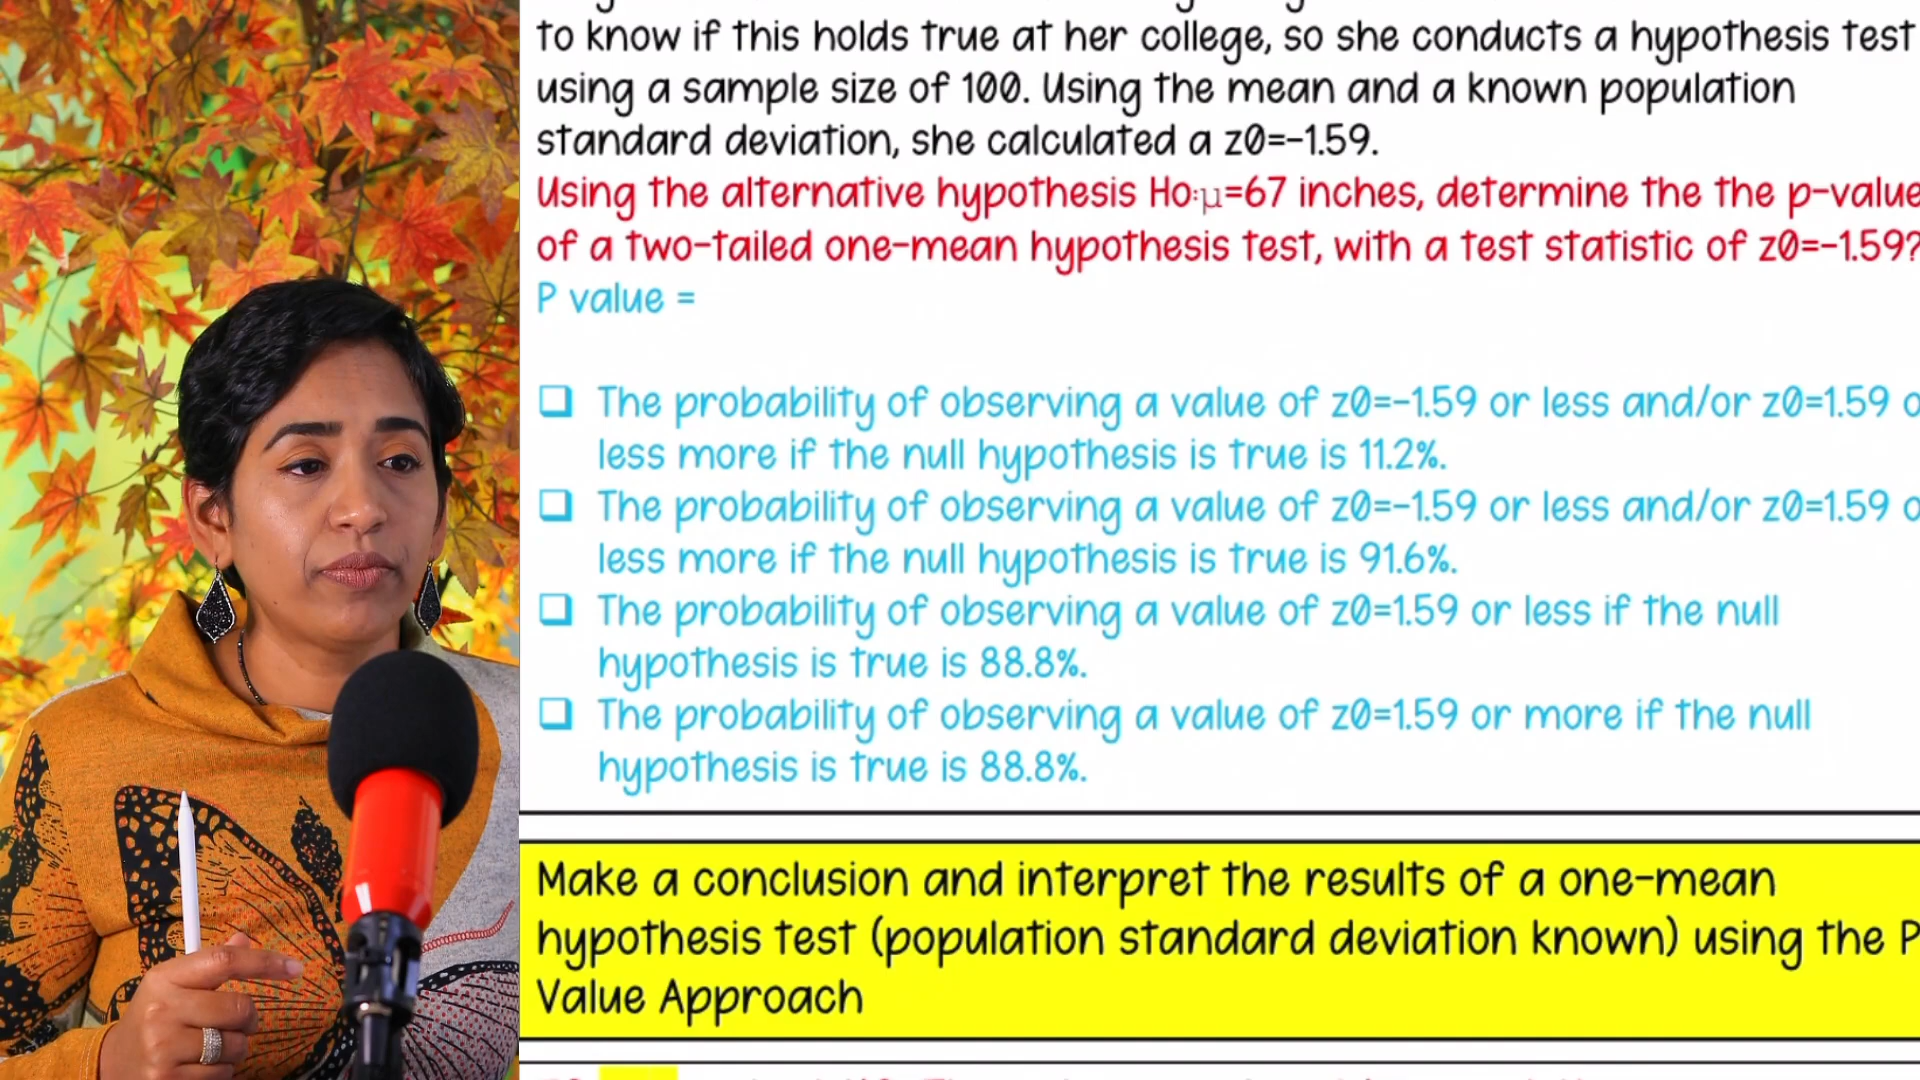 to know if this holds true at her college, so she conducts a hypothesis test
using a sample size of 100. Using the mean and a known population
standard deviation, she calculated a z0=-1.59.
Using the alternative hypothesis Ho:μ=67 inches, determine the the p-value
of a two-tailed one-mean hypothesis test, with a test statistic of z0=-1.59?
P value =
❑ The probability of observing a value of z0=-1.59 or less and/or z0=1.59 o
less more if the null hypothesis is true is 11.2%.
❑ The probability of observing a value of z0=-1.59 or less and/or z0=1.59 o
less more if the null hypothesis is true is 91.6%.
❑ The probability of observing a value of z0=1.59 or less if the null
hypothesis is true is 88.8%.
❑ The probability of observing a value of z0=1.59 or more if the null
hypothesis is true is 88.8%.
Make a conclusion and interpret the results of a one-mean
hypothesis test (population standard deviation known) using the P
Value Approach